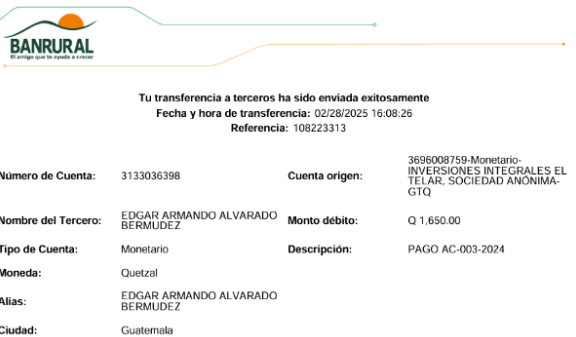 BANRURAL
El amigo que te ayuda a crecer
Tu transferencia a terceros ha sido enviada exitosamente
Fecha y hora de transferencia: 02/28/2025 16:08:26
Referencia: 108223313
Número de Cuenta: 3133036398
Cuenta origen: 3696008759-Monetario-
INVERSIONES INTEGRALES EL
TELAR, SOCIEDAD ANÓNIMA-
GTQ
Nombre del Tercero: EDGAR ARMANDO ALVARADO
BERMUDEZ
Monto débito: Q 1,650.00
Tipo de Cuenta: Monetario
Descripción: PAGO AC-003-2024
Moneda: Quetzal
Alias: EDGAR ARMANDO ALVARADO
BERMUDEZ
Ciudad: Guatemala